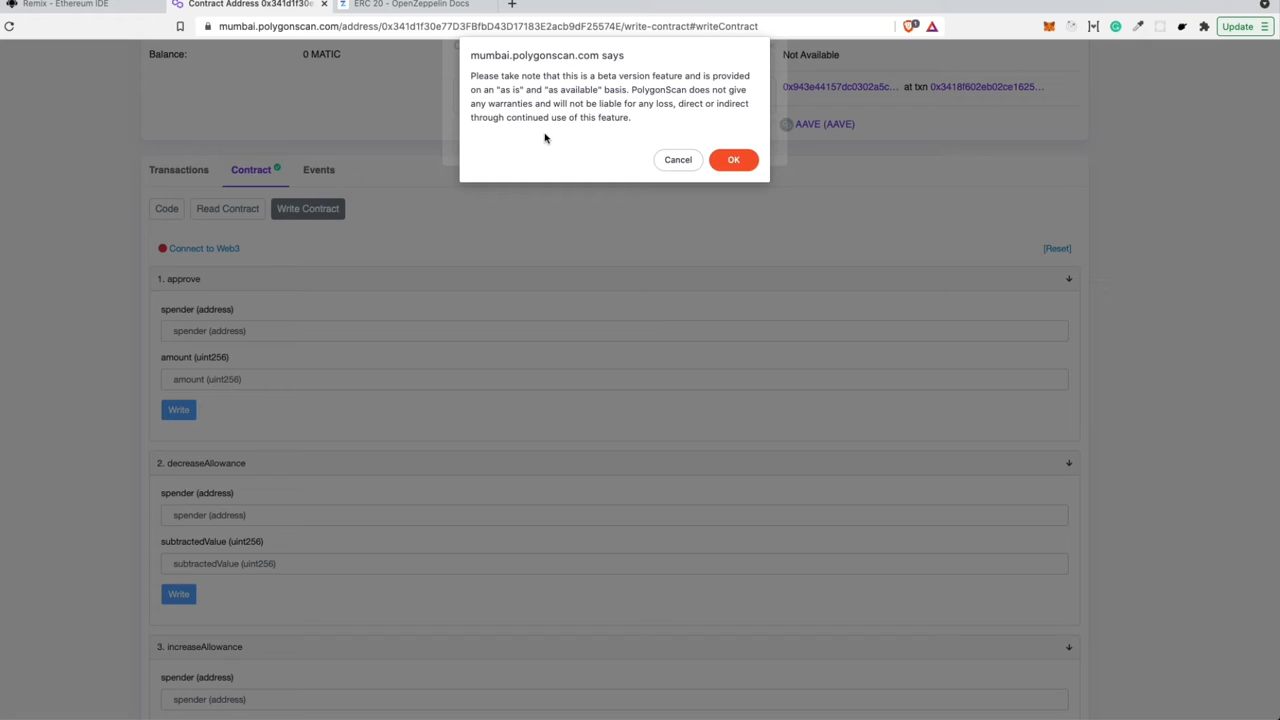 Remix - Ethereum IDE
Contract Address 0x341d1f30e
ERC 20 - OpenZeppelin Docs
mumbai.polygonscan.com/address/0x341d1f30e77D3FBfbD43D17183E2acb9dF25574E/write-contract#writeContract
Update
Balance:
0 MATIC
Not Available
0x943e44157dc0302a5c... at txn 0x3418f602eb02ce1625...
AAVE (AAVE)
mumbai.polygonscan.com says
Please take note that this is a beta version feature and is provided
on an "as is" and "as available" basis. PolygonScan does not give
any warranties and will not be liable for any loss, direct or indirect
through continued use of this feature.
Cancel
OK
Transactions
Contract
Events
Code
Read Contract
Write Contract
Connect to Web3
[Reset]
1. approve
spender (address)
spender (address)
amount (uint256)
amount (uint256)
Write
2. decreaseAllowance
spender (address)
spender (address)
subtractedValue (uint256)
subtractedValue (uint256)
Write
3. increaseAllowance
spender (address)
spender (address)